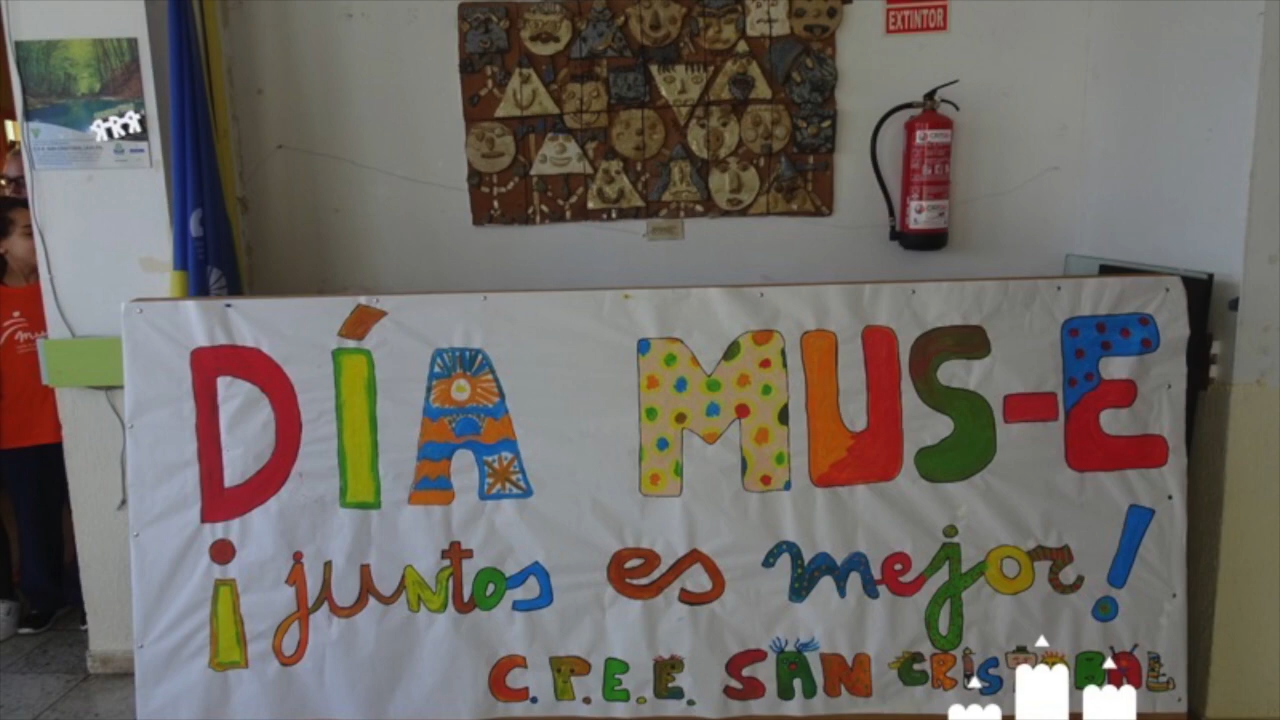 EXTINTOR
DÍA MUS-E
¡juntos es mejor!
C.P.E.E. SAN CRISTOBAL